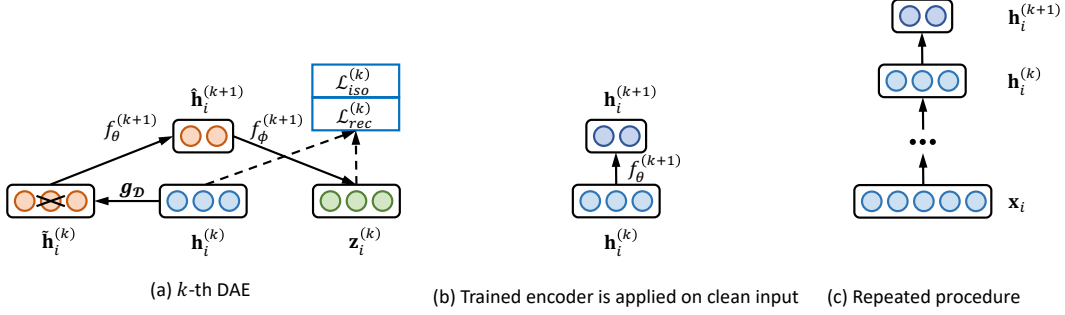 ĥ_i^{(k+1)}
f_θ^{(k+1)}
f_ϕ^{(k+1)}
ℒ_{iso}^{(k)}
ℒ_{rec}^{(k)}
g_𝒟
h̃_i^{(k)}
h_i^{(k)}
z_i^{(k)}
(a) k-th DAE
h_i^{(k+1)}
f_θ^{(k+1)}
h_i^{(k)}
(b) Trained encoder is applied on clean input
h_i^{(k+1)}
h_i^{(k)}
•••
x_i
(c) Repeated procedure